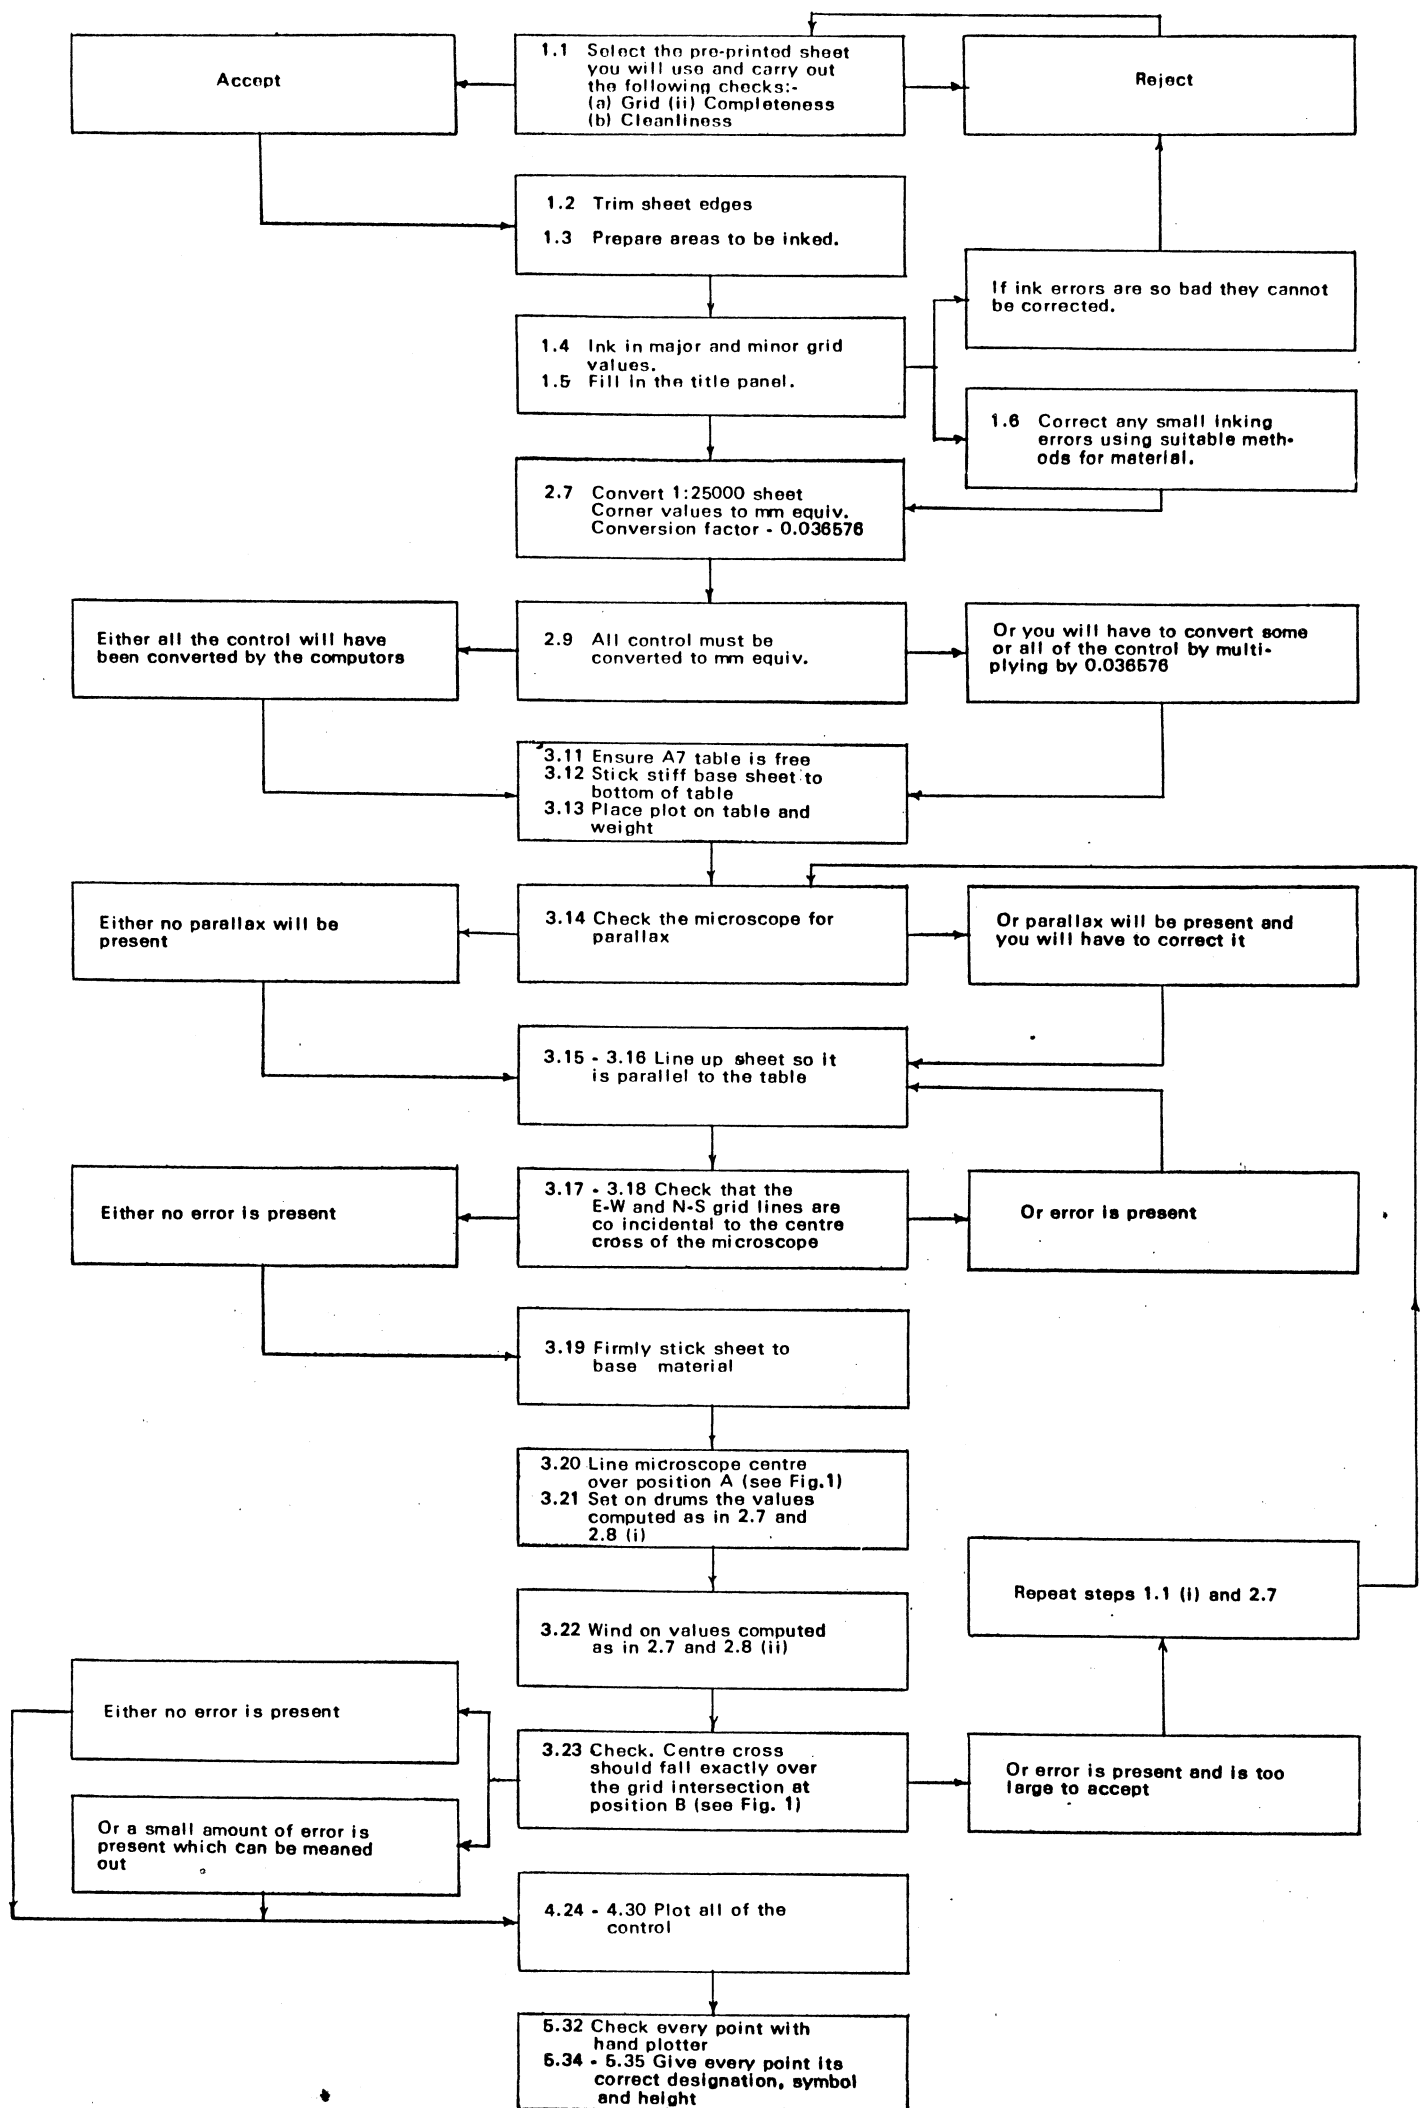 Accept
1.1 Select the pre-printed sheet
you will use and carry out
the following checks:-
(a) Grid (ii) Completeness
(b) Cleanliness
Reject
1.2 Trim sheet edges
1.3 Prepare areas to be inked.
If ink errors are so bad they cannot
be corrected.
1.4 Ink in major and minor grid
values.
1.5 Fill in the title panel.
1.6 Correct any small inking
errors using suitable meth-
ods for material.
2.7 Convert 1:25000 sheet
Corner values to mm equiv.
Conversion factor - 0.036576
Either all the control will have
been converted by the computors
2.9 All control must be
converted to mm equiv.
Or you will have to convert some
or all of the control by multi-
plying by 0.036576
3.11 Ensure A7 table is free
3.12 Stick stiff base sheet to
bottom of table
3.13 Place plot on table and
weight
Either no parallax will be
present
3.14 Check the microscope for
parallax
Or parallax will be present and
you will have to correct it
3.15 - 3.16 Line up sheet so it
is parallel to the table
Either no error is present
3.17 - 3.18 Check that the
E-W and N-S grid lines are
co incidental to the centre
cross of the microscope
Or error is present
3.19 Firmly stick sheet to
base material
3.20 Line microscope centre
over position A (see Fig.1)
3.21 Set on drums the values
computed as in 2.7 and
2.8 (i)
Repeat steps 1.1 (i) and 2.7
3.22 Wind on values computed
as in 2.7 and 2.8 (ii)
Either no error is present
3.23 Check. Centre cross
should fall exactly over
the grid intersection at
position B (see Fig. 1)
Or error is present and is too
large to accept
Or a small amount of error is
present which can be meaned
out
4.24 - 4.30 Plot all of the
control
5.32 Check every point with
hand plotter
5.34 - 5.35 Give every point its
correct designation, symbol
and height